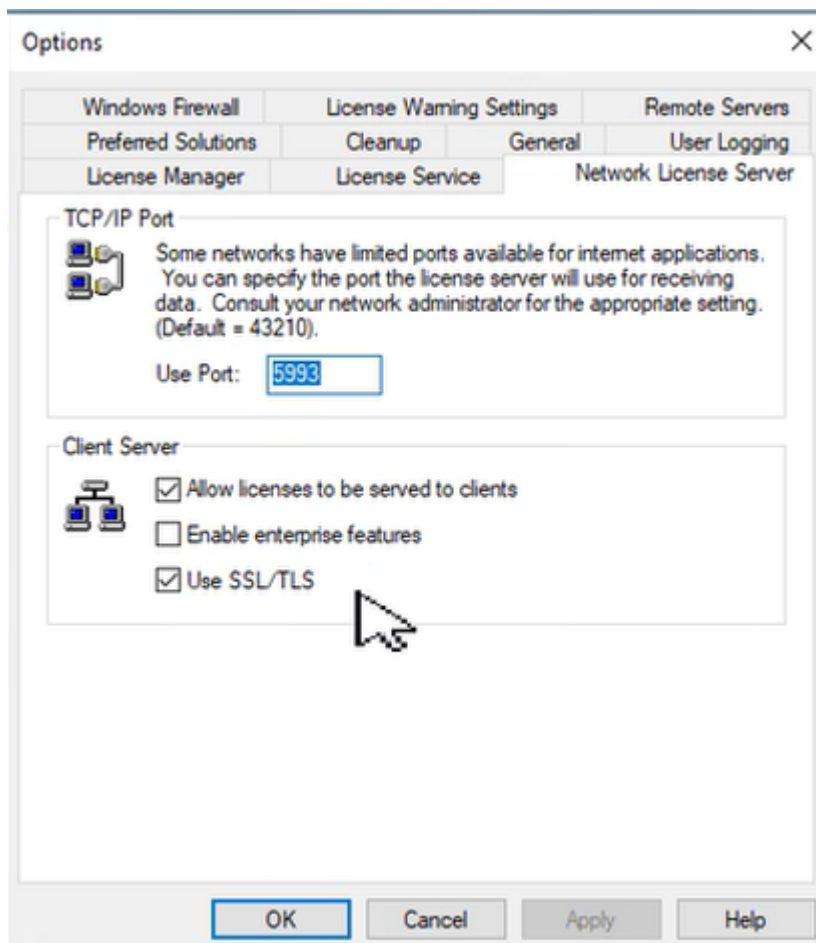 Options
Windows Firewall
License Warning Settings
Remote Servers
Preferred Solutions
Cleanup
General
User Logging
License Manager
License Service
Network License Server
TCP/IP Port
Some networks have limited ports available for internet applications.
You can specify the port the license server will use for receiving
data. Consult your network administrator for the appropriate setting.
(Default = 43210).
Use Port: 5993
Client Server
Allow licenses to be served to clients
Enable enterprise features
Use SSL/TLS
OK
Cancel
Apply
Help